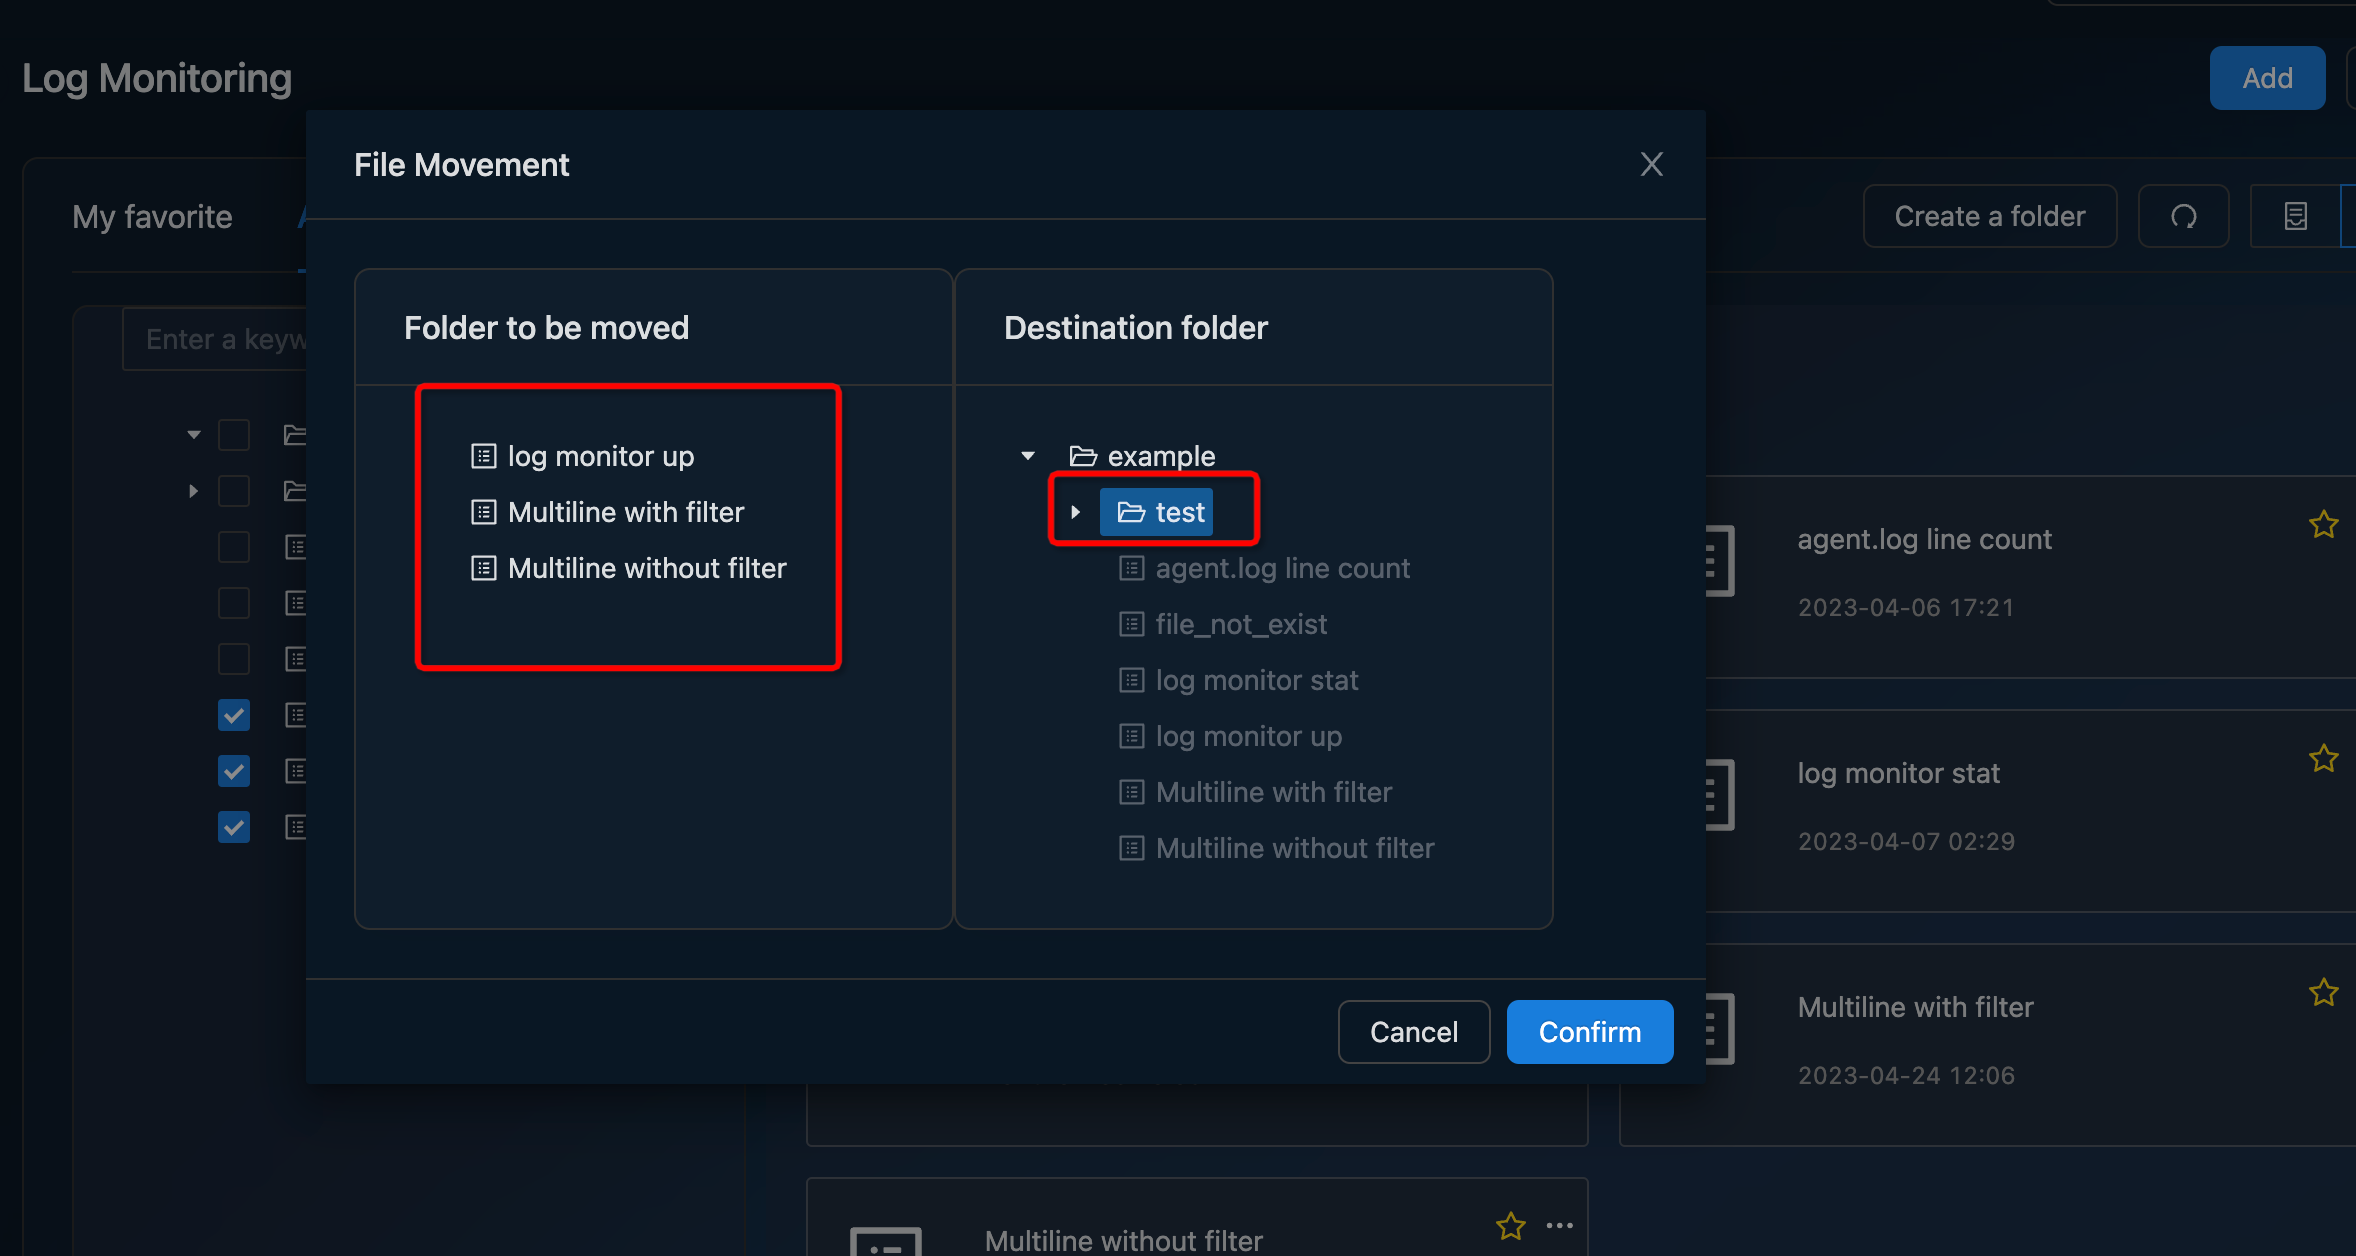 Log Monitoring
Add
File Movement
My favorite
Create a folder
Folder to be moved
Destination folder
Enter a keyw
log monitor up
Multiline with filter
Multiline without filter
example
test
agent.log line count
file_not_exist
log monitor stat
log monitor up
Multiline with filter
Multiline without filter
Cancel
Confirm
agent.log line count
2023-04-06 17:21
log monitor stat
2023-04-07 02:29
Multiline with filter
2023-04-24 12:06
Multiline without filter